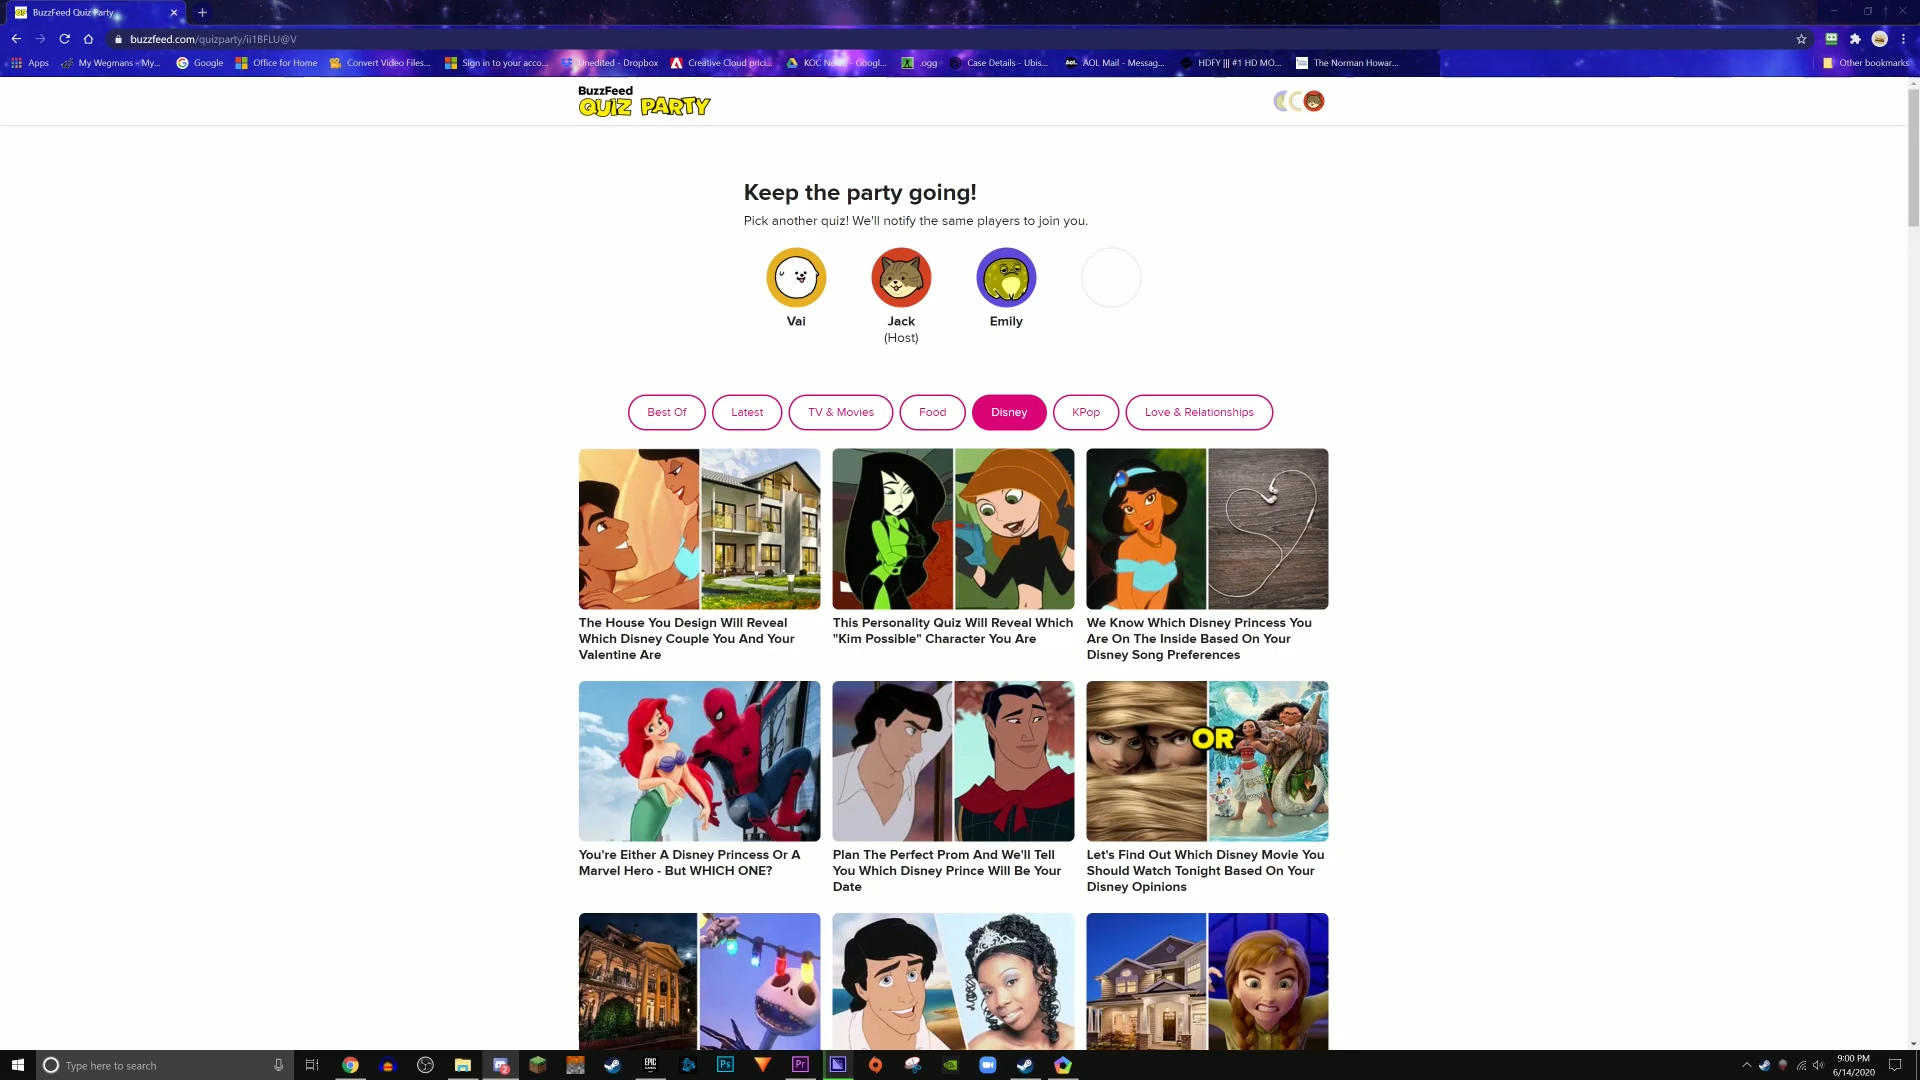 BuzzFeed Quiz Party
buzzfeed.com/quizparty/ii1BFLU@V
Apps
My Wegmans - My...
Google
Office for Home
Convert Video Files...
Sign in to your acco...
Unedited - Dropbox
Creative Cloud prici...
KOC No... - Googl...
.ogg
Case Details - Ubis...
AOL Mail - Messag...
HDFY ||| #1 HD MO...
The Norman Howar...
Other bookmarks
BuzzFeed
QUIZ PARTY
Keep the party going!
Pick another quiz! We'll notify the same players to join you.
Vai
Jack
(Host)
Emily
Best Of
Latest
TV & Movies
Food
Disney
KPop
Love & Relationships
The House You Design Will Reveal
Which Disney Couple You And Your
Valentine Are
This Personality Quiz Will Reveal Which
"Kim Possible" Character You Are
We Know Which Disney Princess You
Are On The Inside Based On Your
Disney Song Preferences
OR
You're Either A Disney Princess Or A
Marvel Hero - But WHICH ONE?
Plan The Perfect Prom And We'll Tell
You Which Disney Prince Will Be Your
Date
Let's Find Out Which Disney Movie You
Should Watch Tonight Based On Your
Disney Opinions
Type here to search
EPIC
GAMES
Ps
Pr
9:00 PM
6/14/2020